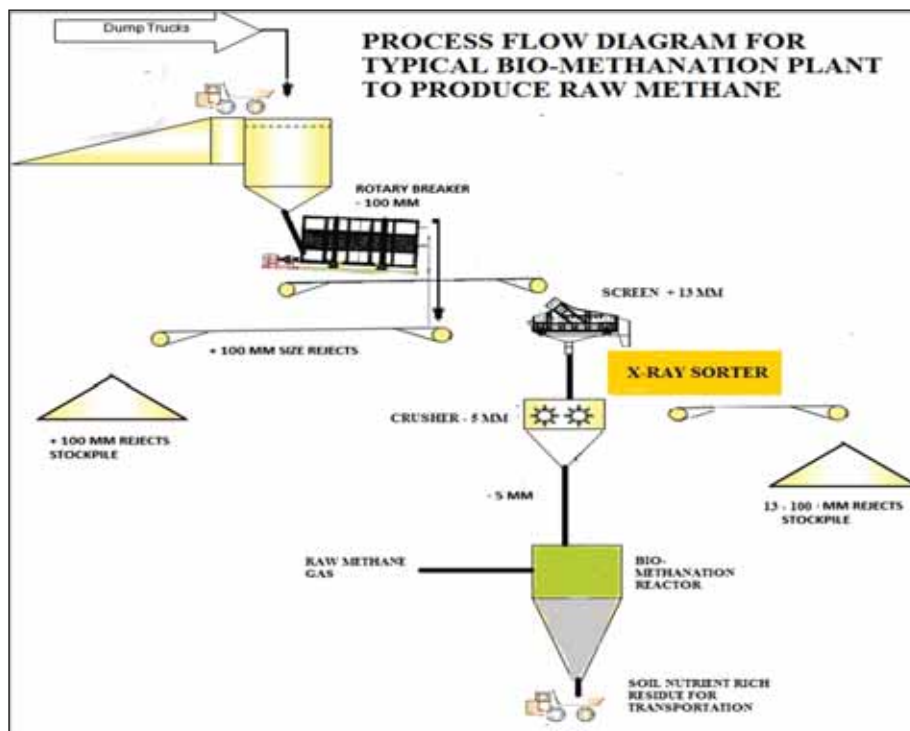 Dump Trucks
PROCESS FLOW DIAGRAM FOR
TYPICAL BIO-METHANATION PLANT
TO PRODUCE RAW METHANE
ROTARY BREAKER
- 100 MM
SCREEN + 13 MM
+ 100 MM SIZE REJECTS
X-RAY SORTER
CRUSHER - 5 MM
+ 100 MM REJECTS
STOCKPILE
- 5 MM
13 - 100 - MM REJECTS
STOCKPILE
RAW METHANE
GAS
BIO-
METHANATION
REACTOR
SOIL NUTRIENT RICH
RESIDUE FOR
TRANSPORTATION